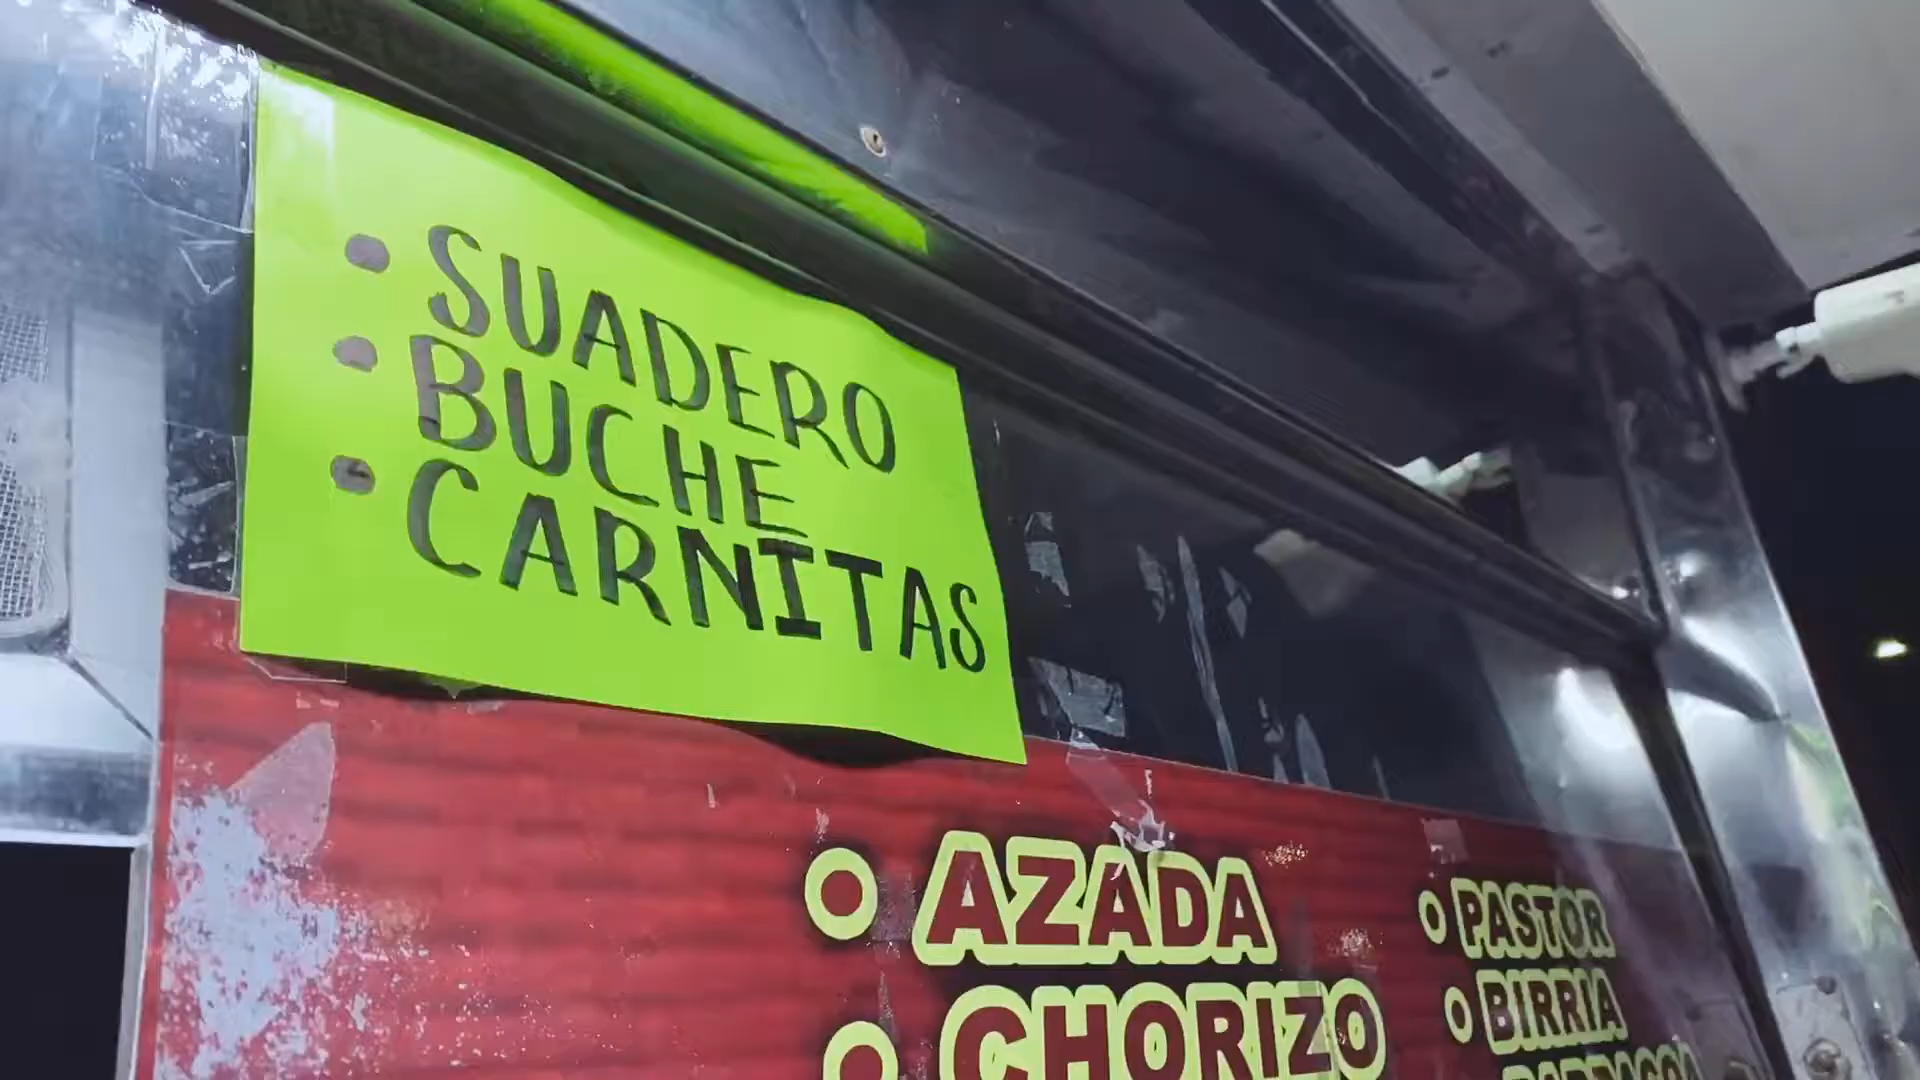 • SUADERO
• BUCHE
• CARNITAS
• AZADA
• CHORIZO
• PASTOR
• BIRRIA